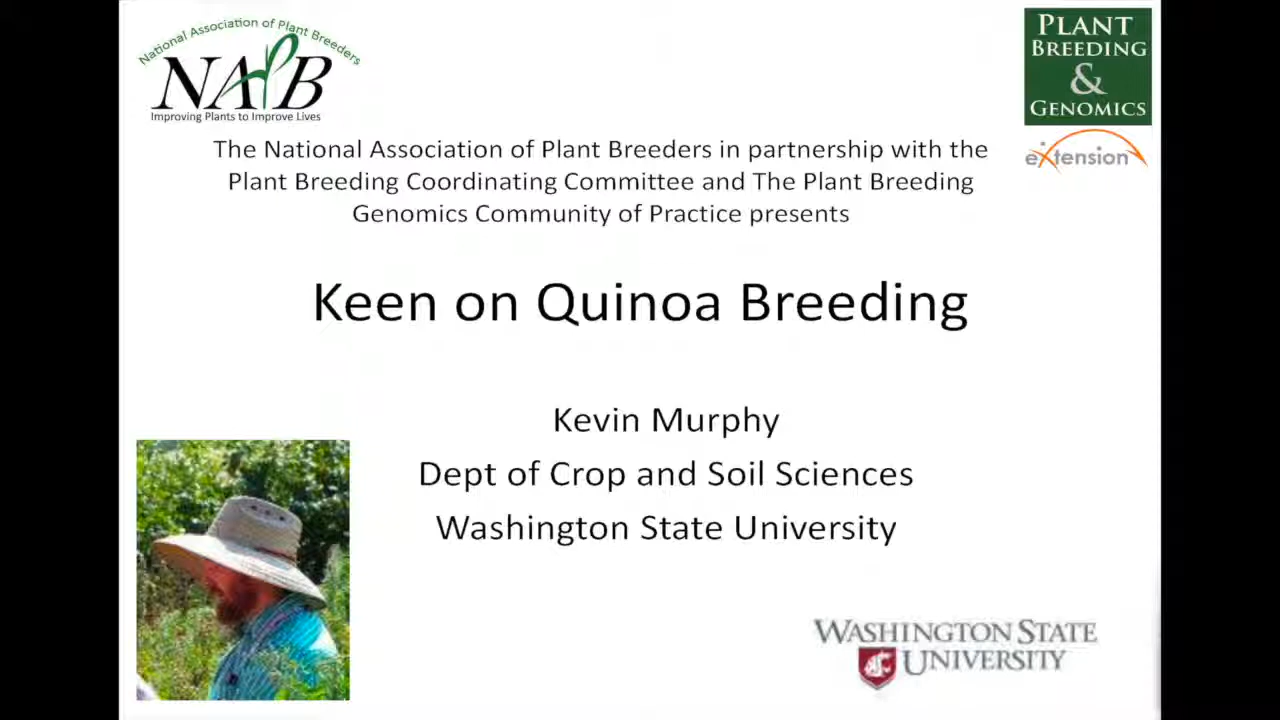 National Association of Plant Breeders
NAPB
Improving Plants to Improve Lives
PLANT
BREEDING
&
GENOMICS
eXtension
The National Association of Plant Breeders in partnership with the
Plant Breeding Coordinating Committee and The Plant Breeding
Genomics Community of Practice presents
Keen on Quinoa Breeding
Kevin Murphy
Dept of Crop and Soil Sciences
Washington State University
WASHINGTON STATE
UNIVERSITY